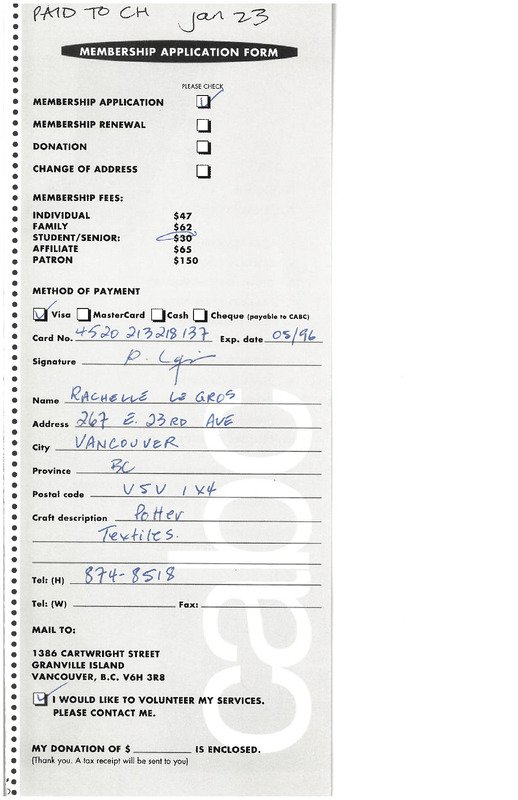 PAID TO CH Jan 23
MEMBERSHIP APPLICATION FORM
PLEASE CHECK
MEMBERSHIP APPLICATION
MEMBERSHIP RENEWAL
DONATION
CHANGE OF ADDRESS
MEMBERSHIP FEES:
INDIVIDUAL $47
FAMILY $62
STUDENT/SENIOR: $30
AFFILIATE $65
PATRON $150
METHOD OF PAYMENT
Visa MasterCard Cash Cheque (payable to CABC)
Card No. 4520 213218137 Exp. date 05/96
Signature
Name RACHELLE LE GROS
Address 267 E. 23RD AVE
City VANCOUVER
Province BC
Postal code V5V 1X4
Craft description Potter
Textiles.
Tel: (H) 874-8518
Tel: (W) Fax:
MAIL TO:
1386 CARTWRIGHT STREET
GRANVILLE ISLAND
VANCOUVER, B.C. V6H 3R8
I WOULD LIKE TO VOLUNTEER MY SERVICES.
PLEASE CONTACT ME.
MY DONATION OF $ IS ENCLOSED.
(Thank you. A tax receipt will be sent to you)
cabc